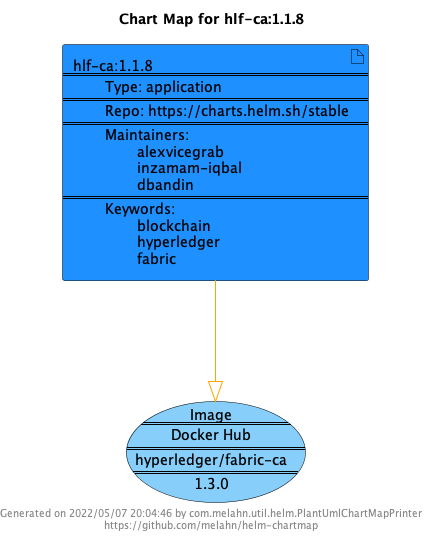 Chart Map for hlf-ca:1.1.8
hlf-ca:1.1.8
Type: application
Repo: https://charts.helm.sh/stable
Maintainers:
alexvicegrab
inzamam-iqbal
dbandin
Keywords:
blockchain
hyperledger
fabric
Image
Docker Hub
hyperledger/fabric-ca
1.3.0
Generated on 2022/05/07 20:04:46 by com.melahn.util.helm.PlantUmlChartMapPrinter
https://github.com/melahn/helm-chartmap